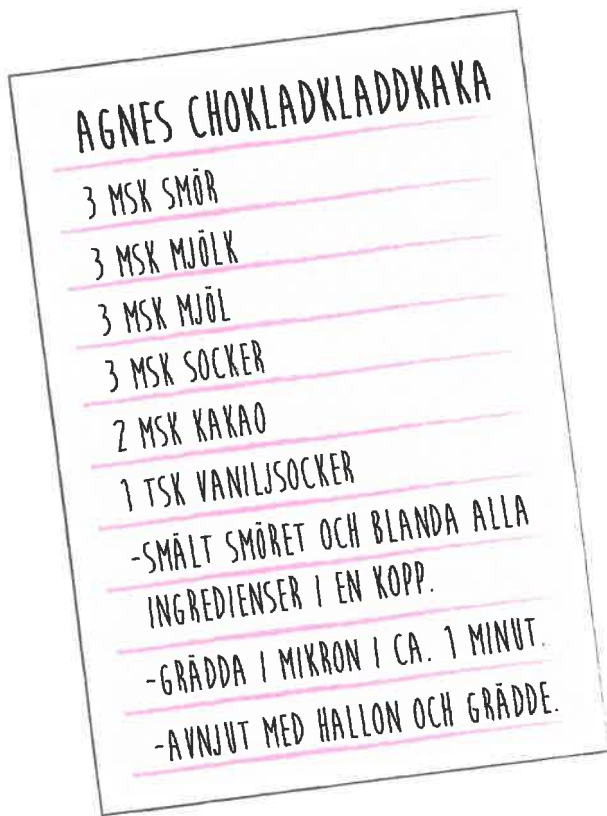 AGNES CHOKLADKLADDKAKA
3 MSK SMÖR
3 MSK MJÖLK
3 MSK MJÖL
3 MSK SOCKER
2 MSK KAKAO
1 TSK VANILJSOCKER
-SMÄLT SMÖRET OCH BLANDA ALLA
INGREDIENSER I EN KOPP.
-GRÄDDA I MIKRON I CA. 1 MINUT.
-AVNJUT MED HALLON OCH GRÄDDE.